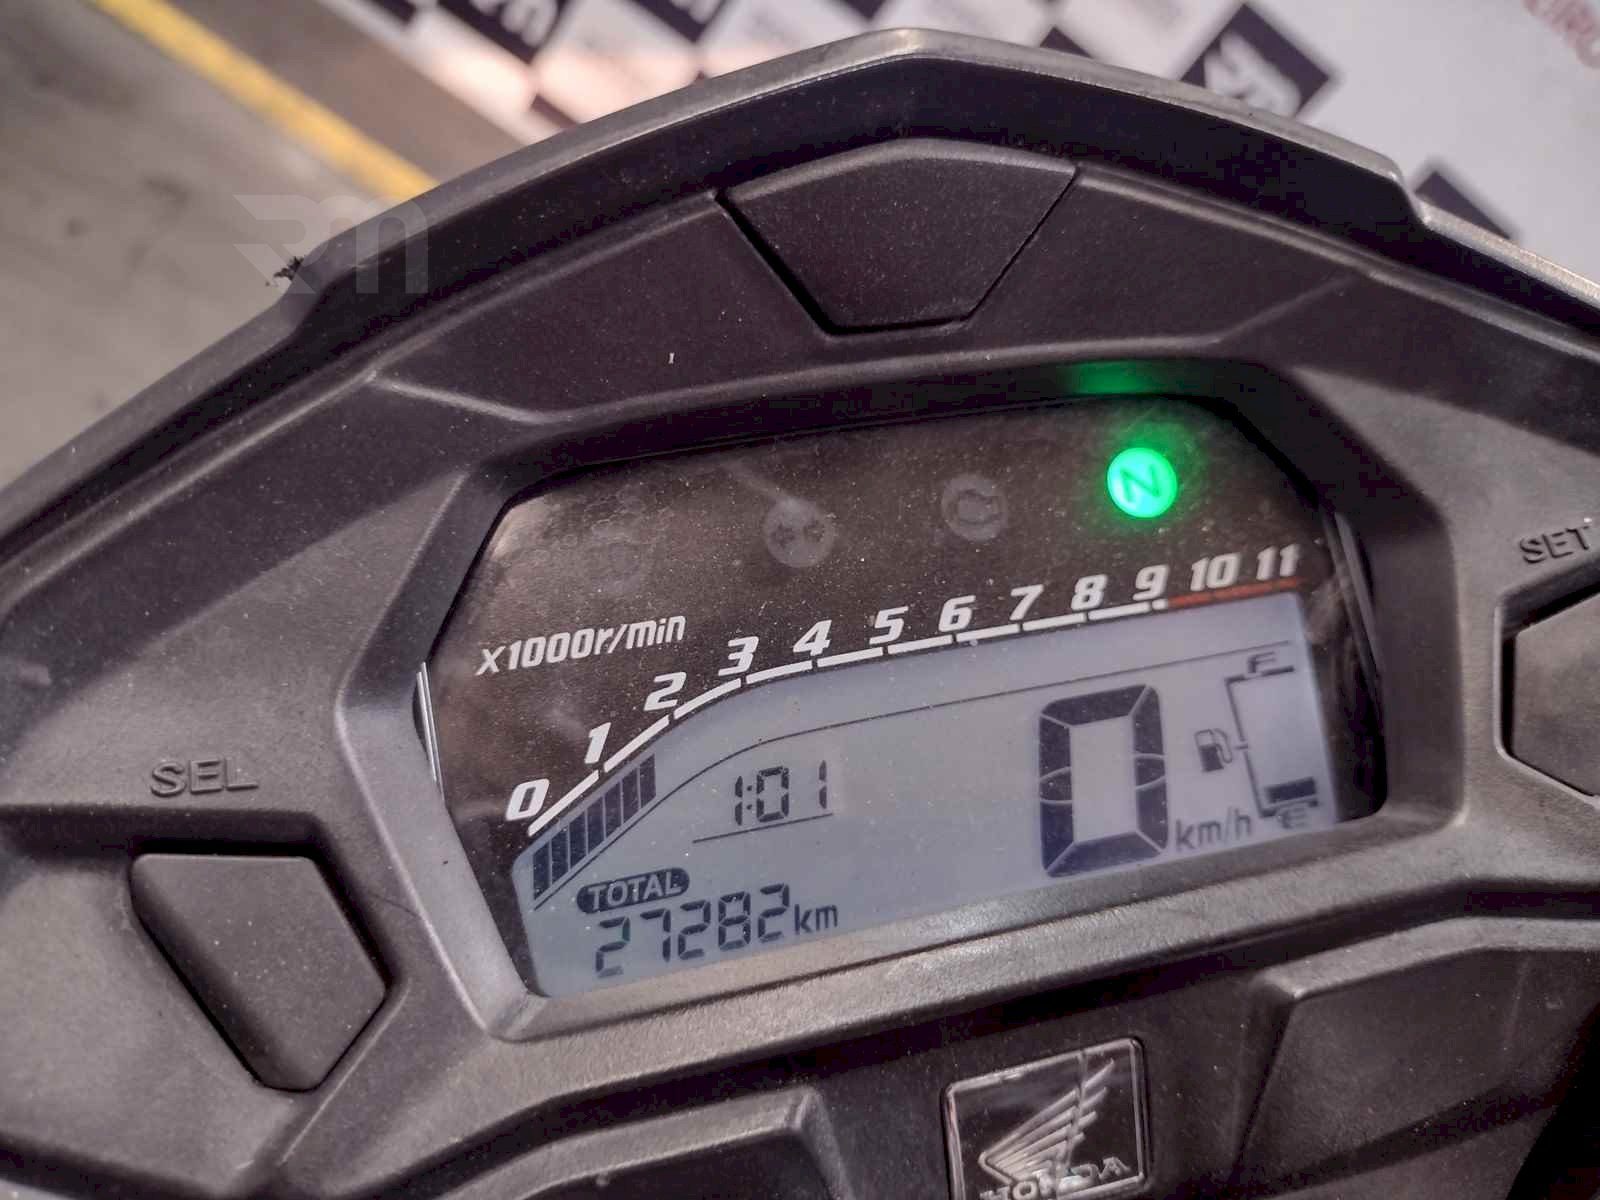 N
x1000r/min
0 1 2 3 4 5 6 7 8 9 10 11
SEL
SET
F
1:01
0
km/h
E
TOTAL
27282km
HONDA